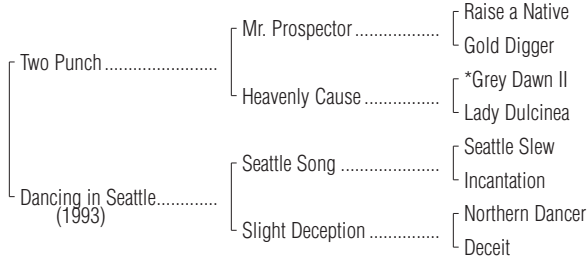 Raise a Native
Mr. Prospector ..................
Gold Digger
Two Punch ........................
*Grey Dawn II
Heavenly Cause ................
Lady Dulcinea
Seattle Slew
Seattle Song .....................
Incantation
Dancing in Seattle.............
(1993)
Northern Dancer
Slight Deception ...............
Deceit